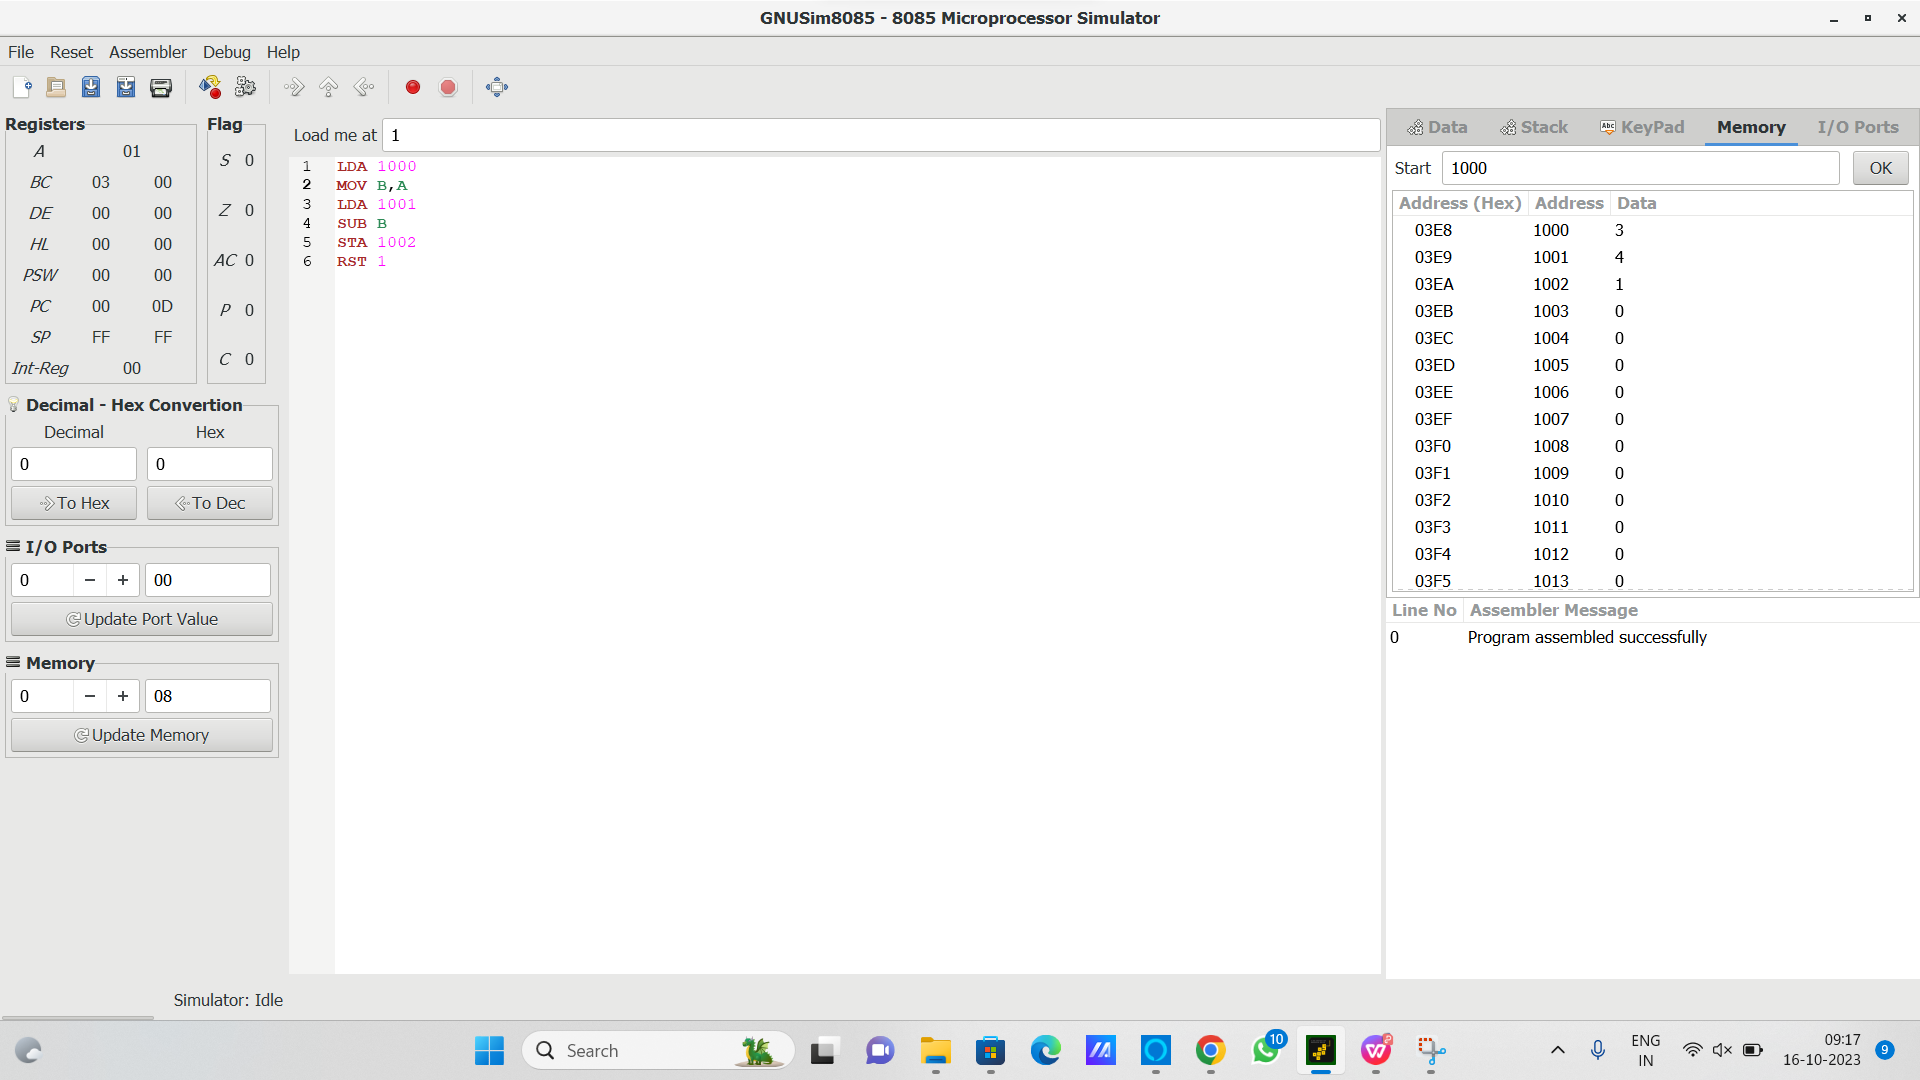 GNUSim8085 - 8085 Microprocessor Simulator
File Reset Assembler Debug Help
Registers
A 01
BC 03 00
DE 00 00
HL 00 00
PSW 00 00
PC 00 0D
SP FF FF
Int-Reg 00
Flag
S 0
Z 0
AC 0
P 0
C 0
Decimal - Hex Convertion
Decimal Hex
0 0
To Hex To Dec
I/O Ports
0 − + 00
Update Port Value
Memory
0 − + 08
Update Memory
Load me at 1
1 LDA 1000
2 MOV B,A
3 LDA 1001
4 SUB B
5 STA 1002
6 RST 1
Data Stack Abc KeyPad Memory I/O Ports
Start 1000 OK
Address (Hex) Address Data
03E8 1000 3
03E9 1001 4
03EA 1002 1
03EB 1003 0
03EC 1004 0
03ED 1005 0
03EE 1006 0
03EF 1007 0
03F0 1008 0
03F1 1009 0
03F2 1010 0
03F3 1011 0
03F4 1012 0
03F5 1013 0
Line No Assembler Message
0 Program assembled successfully
Simulator: Idle
Search
10
ENG
IN
09:17
16-10-2023
9